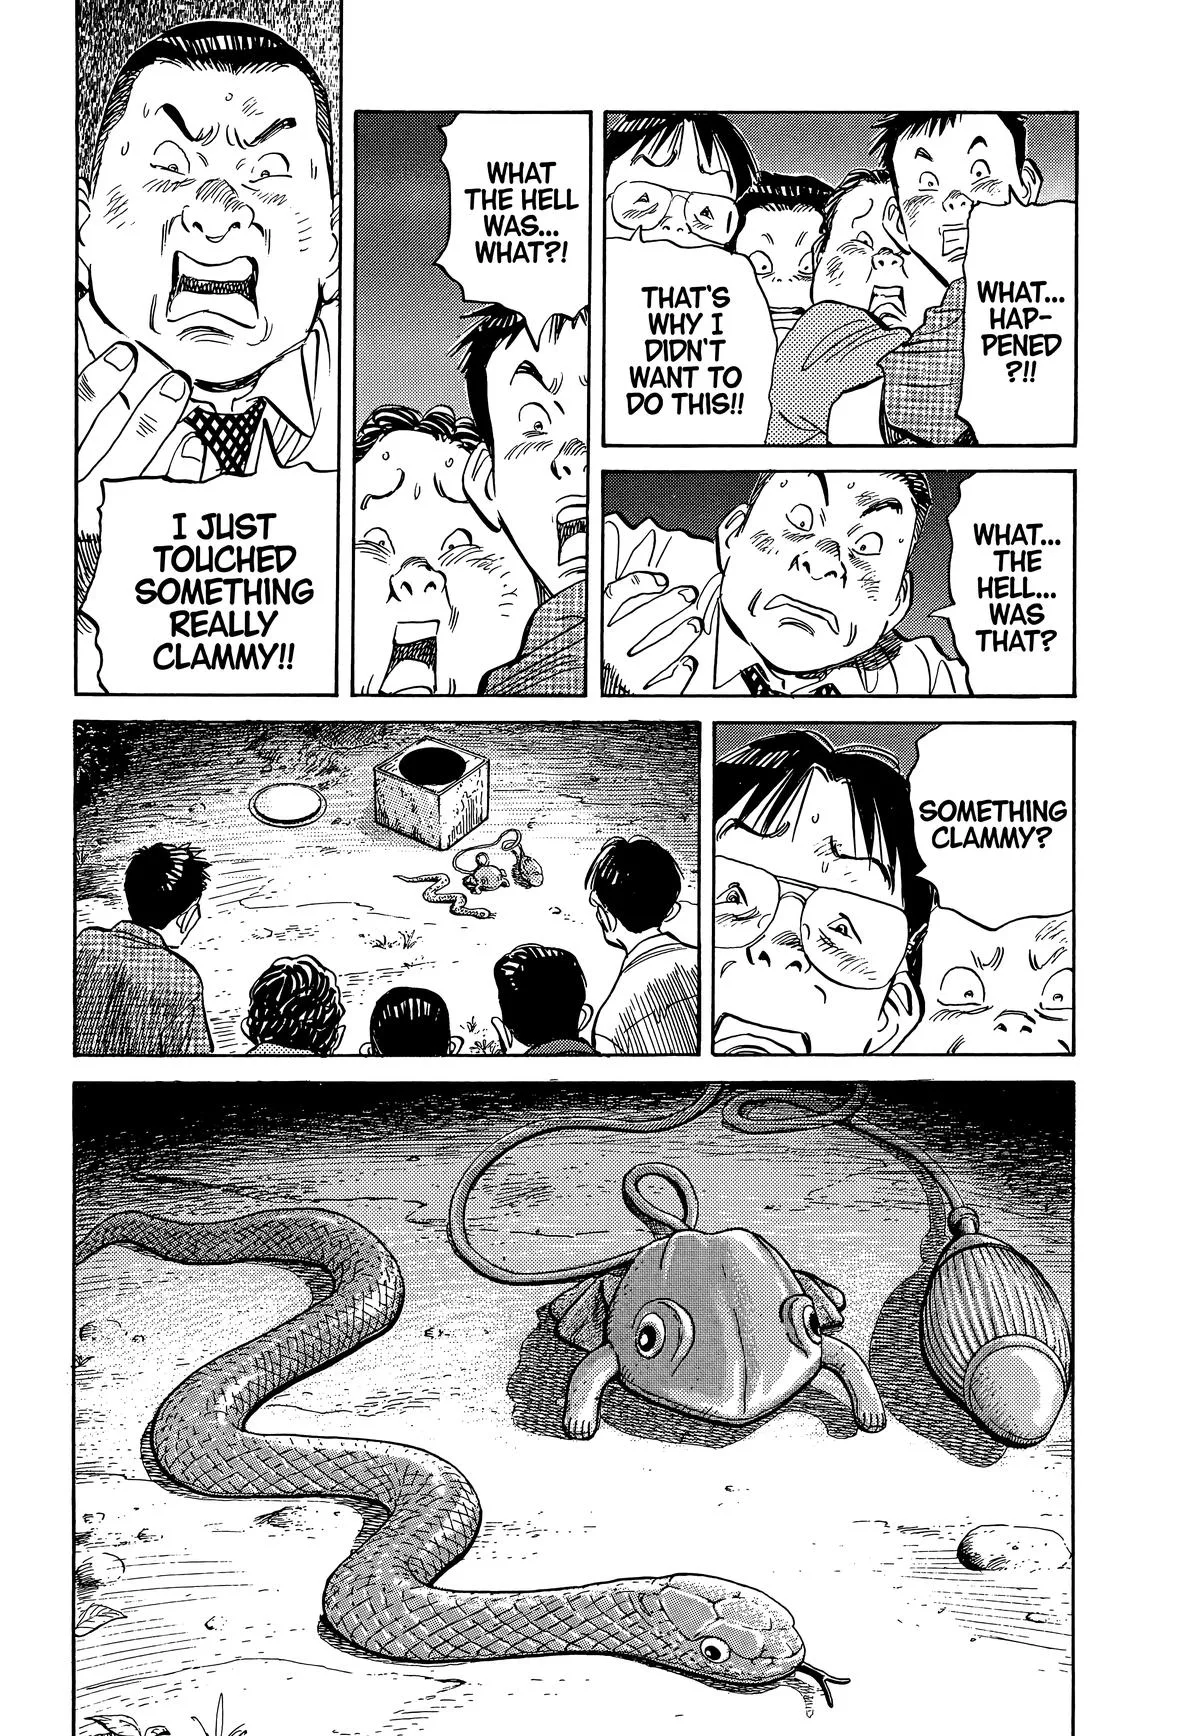 WHAT...
HAP-
PENED
?!!
THAT'S
WHY I
DIDN'T
WANT TO
DO THIS!!
WHAT...
THE
HELL...
WAS
THAT?
WHAT
THE HELL
WAS...
WHAT?!
I JUST
TOUCHED
SOMETHING
REALLY
CLAMMY!!
SOMETHING
CLAMMY?